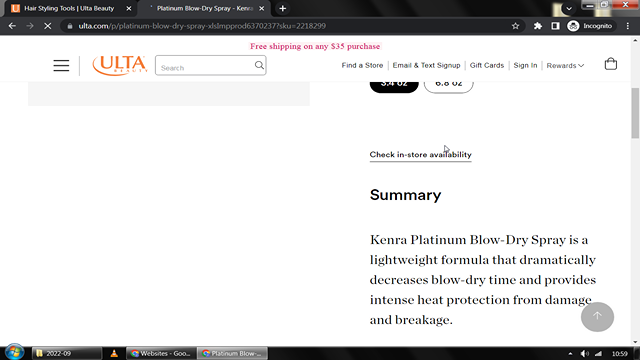 Hair Styling Tools | Ulta Beauty
Platinum Blow-Dry Spray - Kenra
ulta.com/p/platinum-blow-dry-spray-xlsImpprod6370237?sku=2218299
Incognito
Free shipping on any $35 purchase
ULTA
BEAUTY
Search
Find a Store
Email & Text Signup
Gift Cards
Sign In
Rewards
3.4 oz
6.8 oz
Check in-store availability
Summary
Kenra Platinum Blow-Dry Spray is a
lightweight formula that dramatically
decreases blow-dry time and provides
intense heat protection from damage
and breakage.
2022-09
Websites - Goo...
Platinum Blow-...
10:59